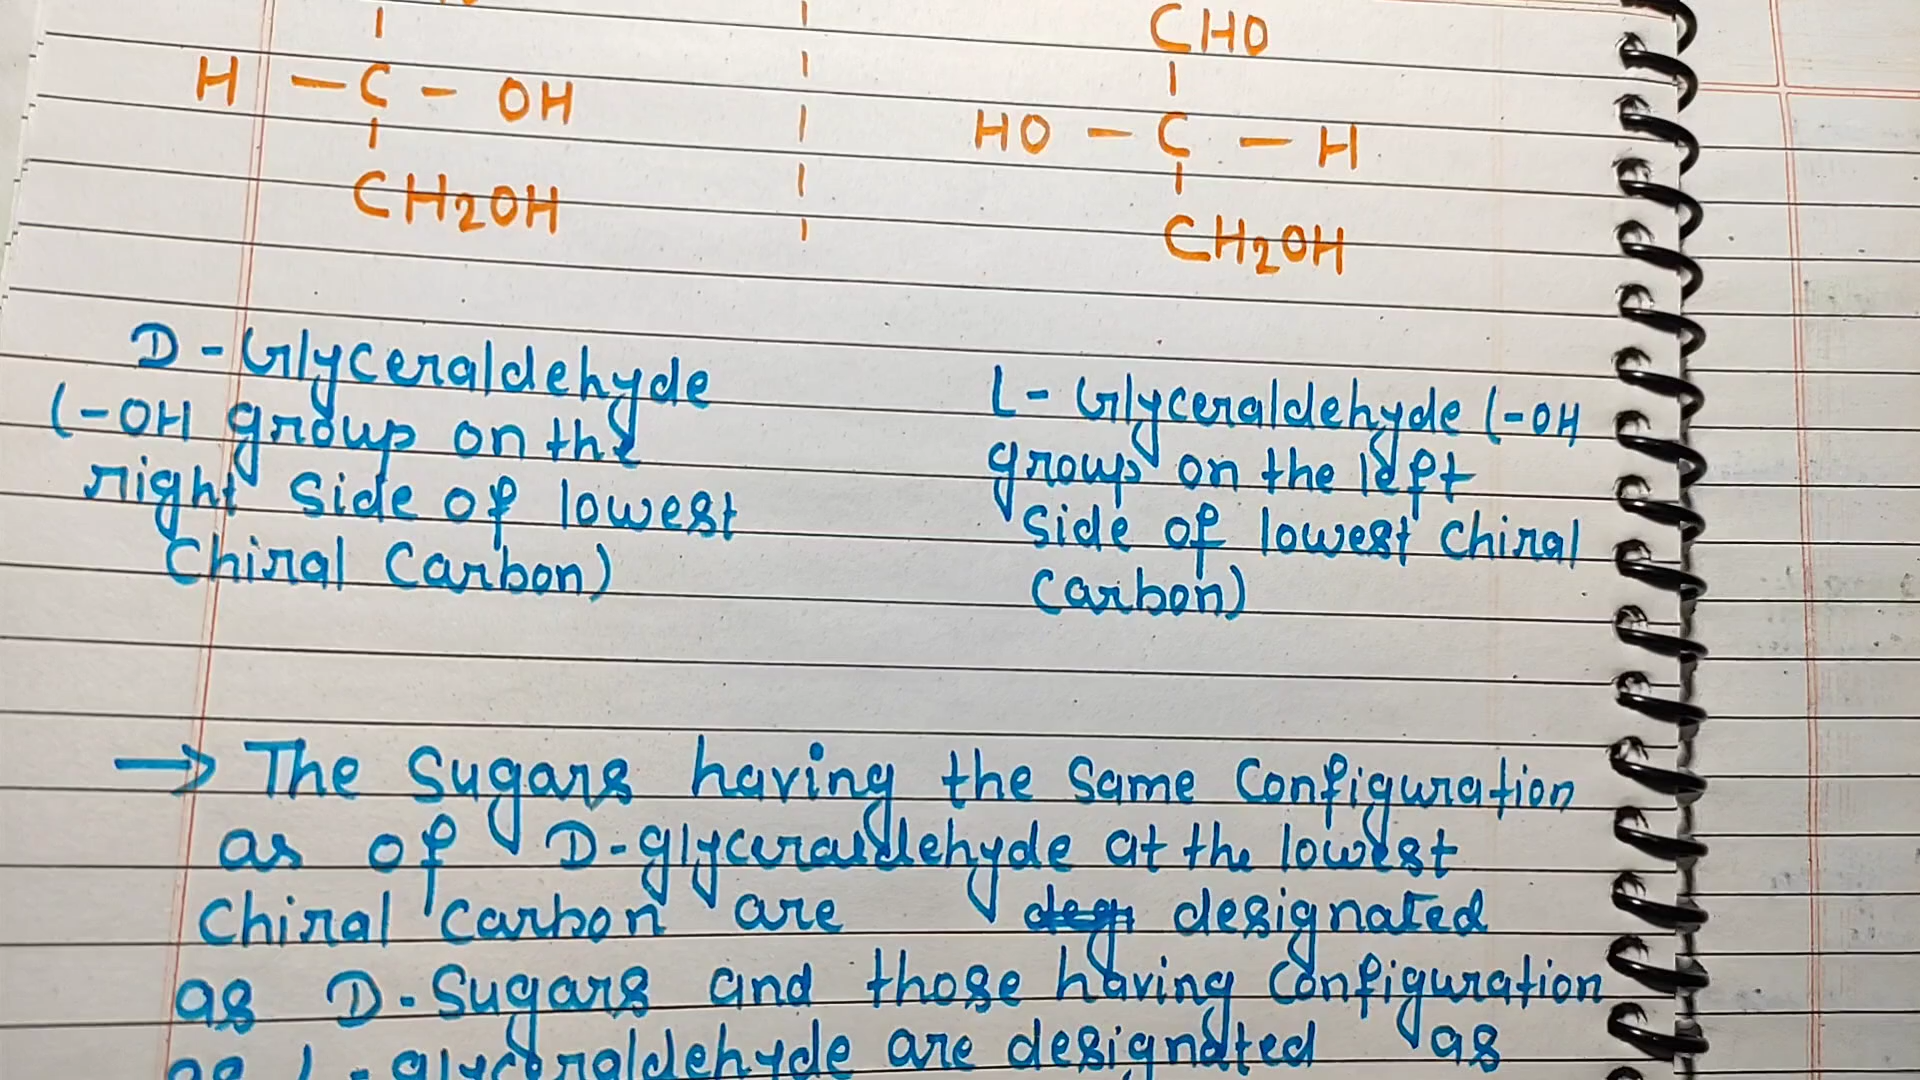 CHO
H - C - OH
HO - C - H
CH2OH
CH2OH
D-Glyceraldehyde
(-OH group on the
right side of lowest
Chiral Carbon)
L-Glyceraldehyde (-OH
group on the left
side of lowest chiral
Carbon)
→ The Sugars having the same configuration
as of D-glyceraldehyde at the lowest
Chiral Carbon are designated
as D-Sugars and those having configuration
as L-glyceraldehyde are designated as